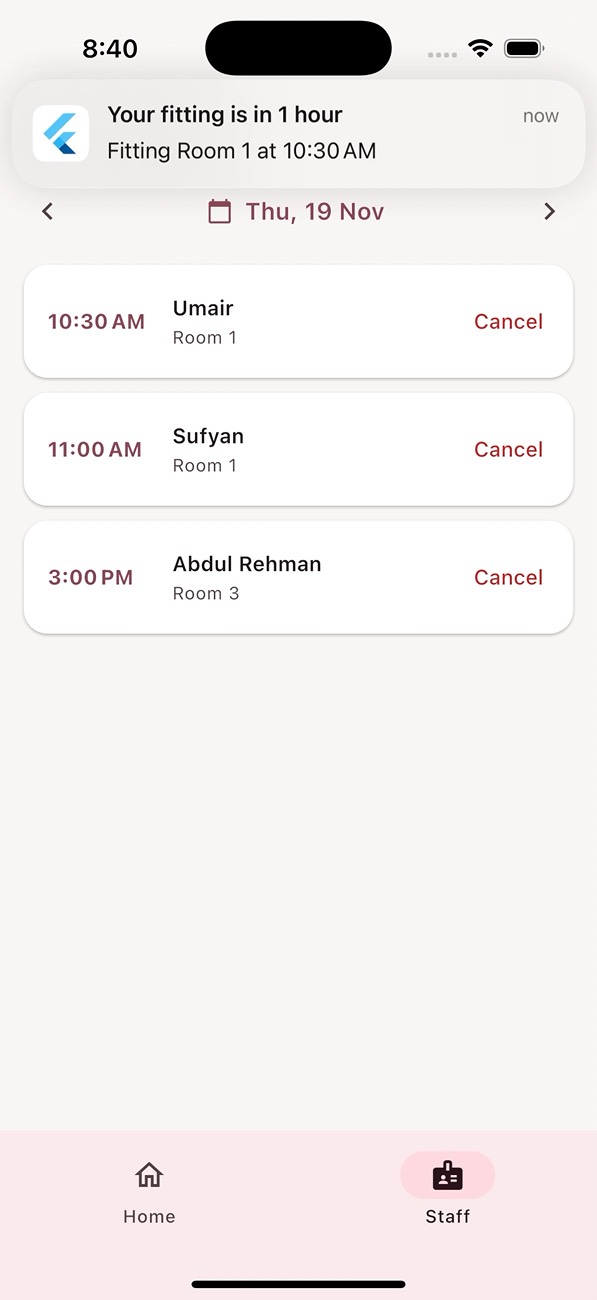 8:40
Your fitting is in 1 hour
now
Fitting Room 1 at 10:30 AM
Thu, 19 Nov
10:30 AM
Umair
Room 1
Cancel
11:00 AM
Sufyan
Room 1
Cancel
3:00 PM
Abdul Rehman
Room 3
Cancel
Home
Staff